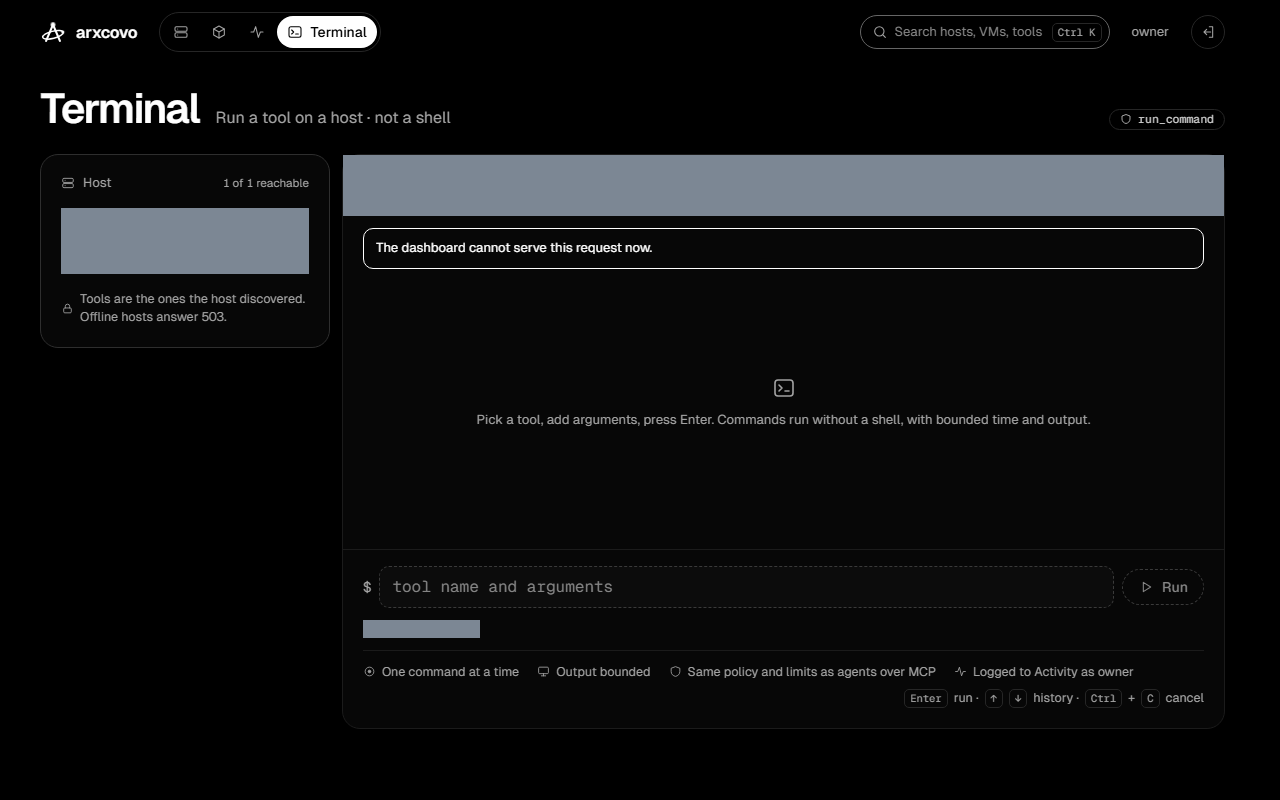 arxcovo
Terminal
Search hosts, VMs, tools
Ctrl K
owner
Terminal
Run a tool on a host · not a shell
run_command
Host
1 of 1 reachable
Tools are the ones the host discovered.
Offline hosts answer 503.
The dashboard cannot serve this request now.
Pick a tool, add arguments, press Enter. Commands run without a shell, with bounded time and output.
$ tool name and arguments
Run
One command at a time
Output bounded
Same policy and limits as agents over MCP
Logged to Activity as owner
Enter run · ↑ ↓ history · Ctrl + C cancel